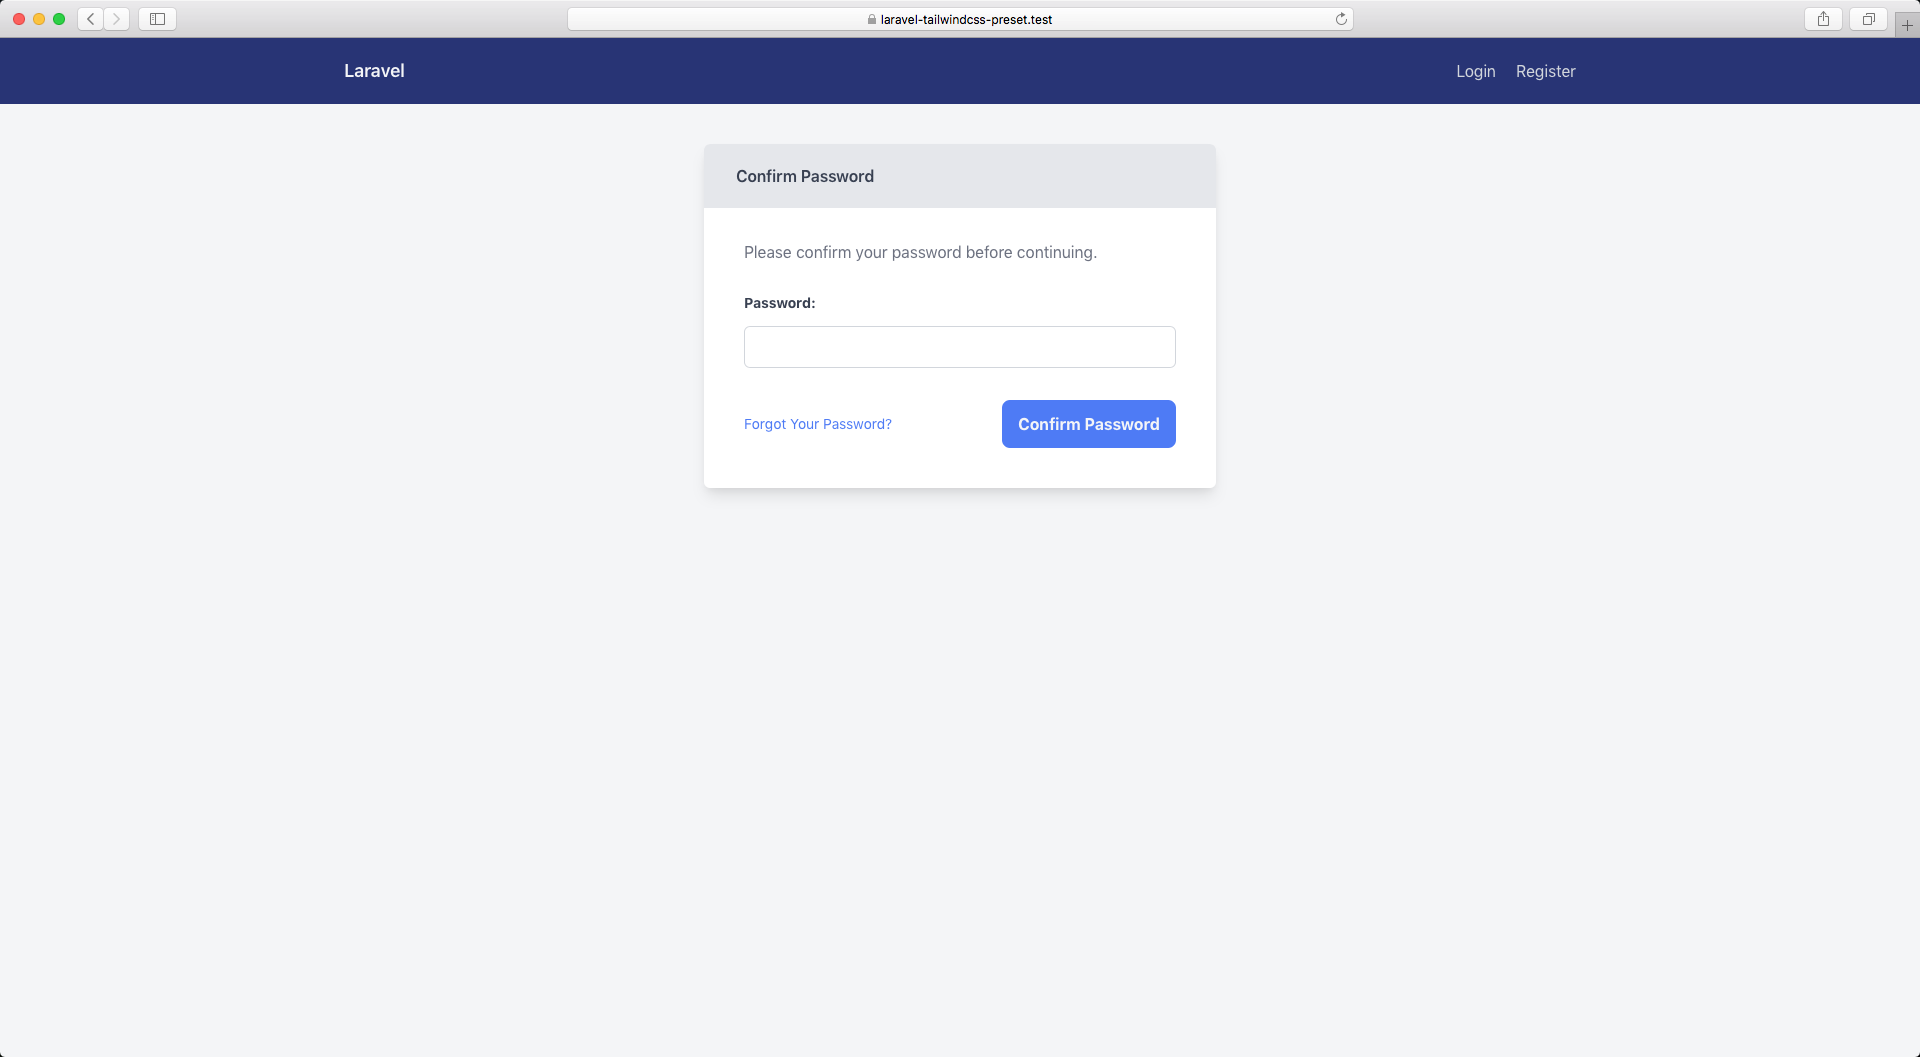 laravel-tailwindcss-preset.test
Laravel
Login Register
Confirm Password
Please confirm your password before continuing.
Password:
Forgot Your Password? Confirm Password